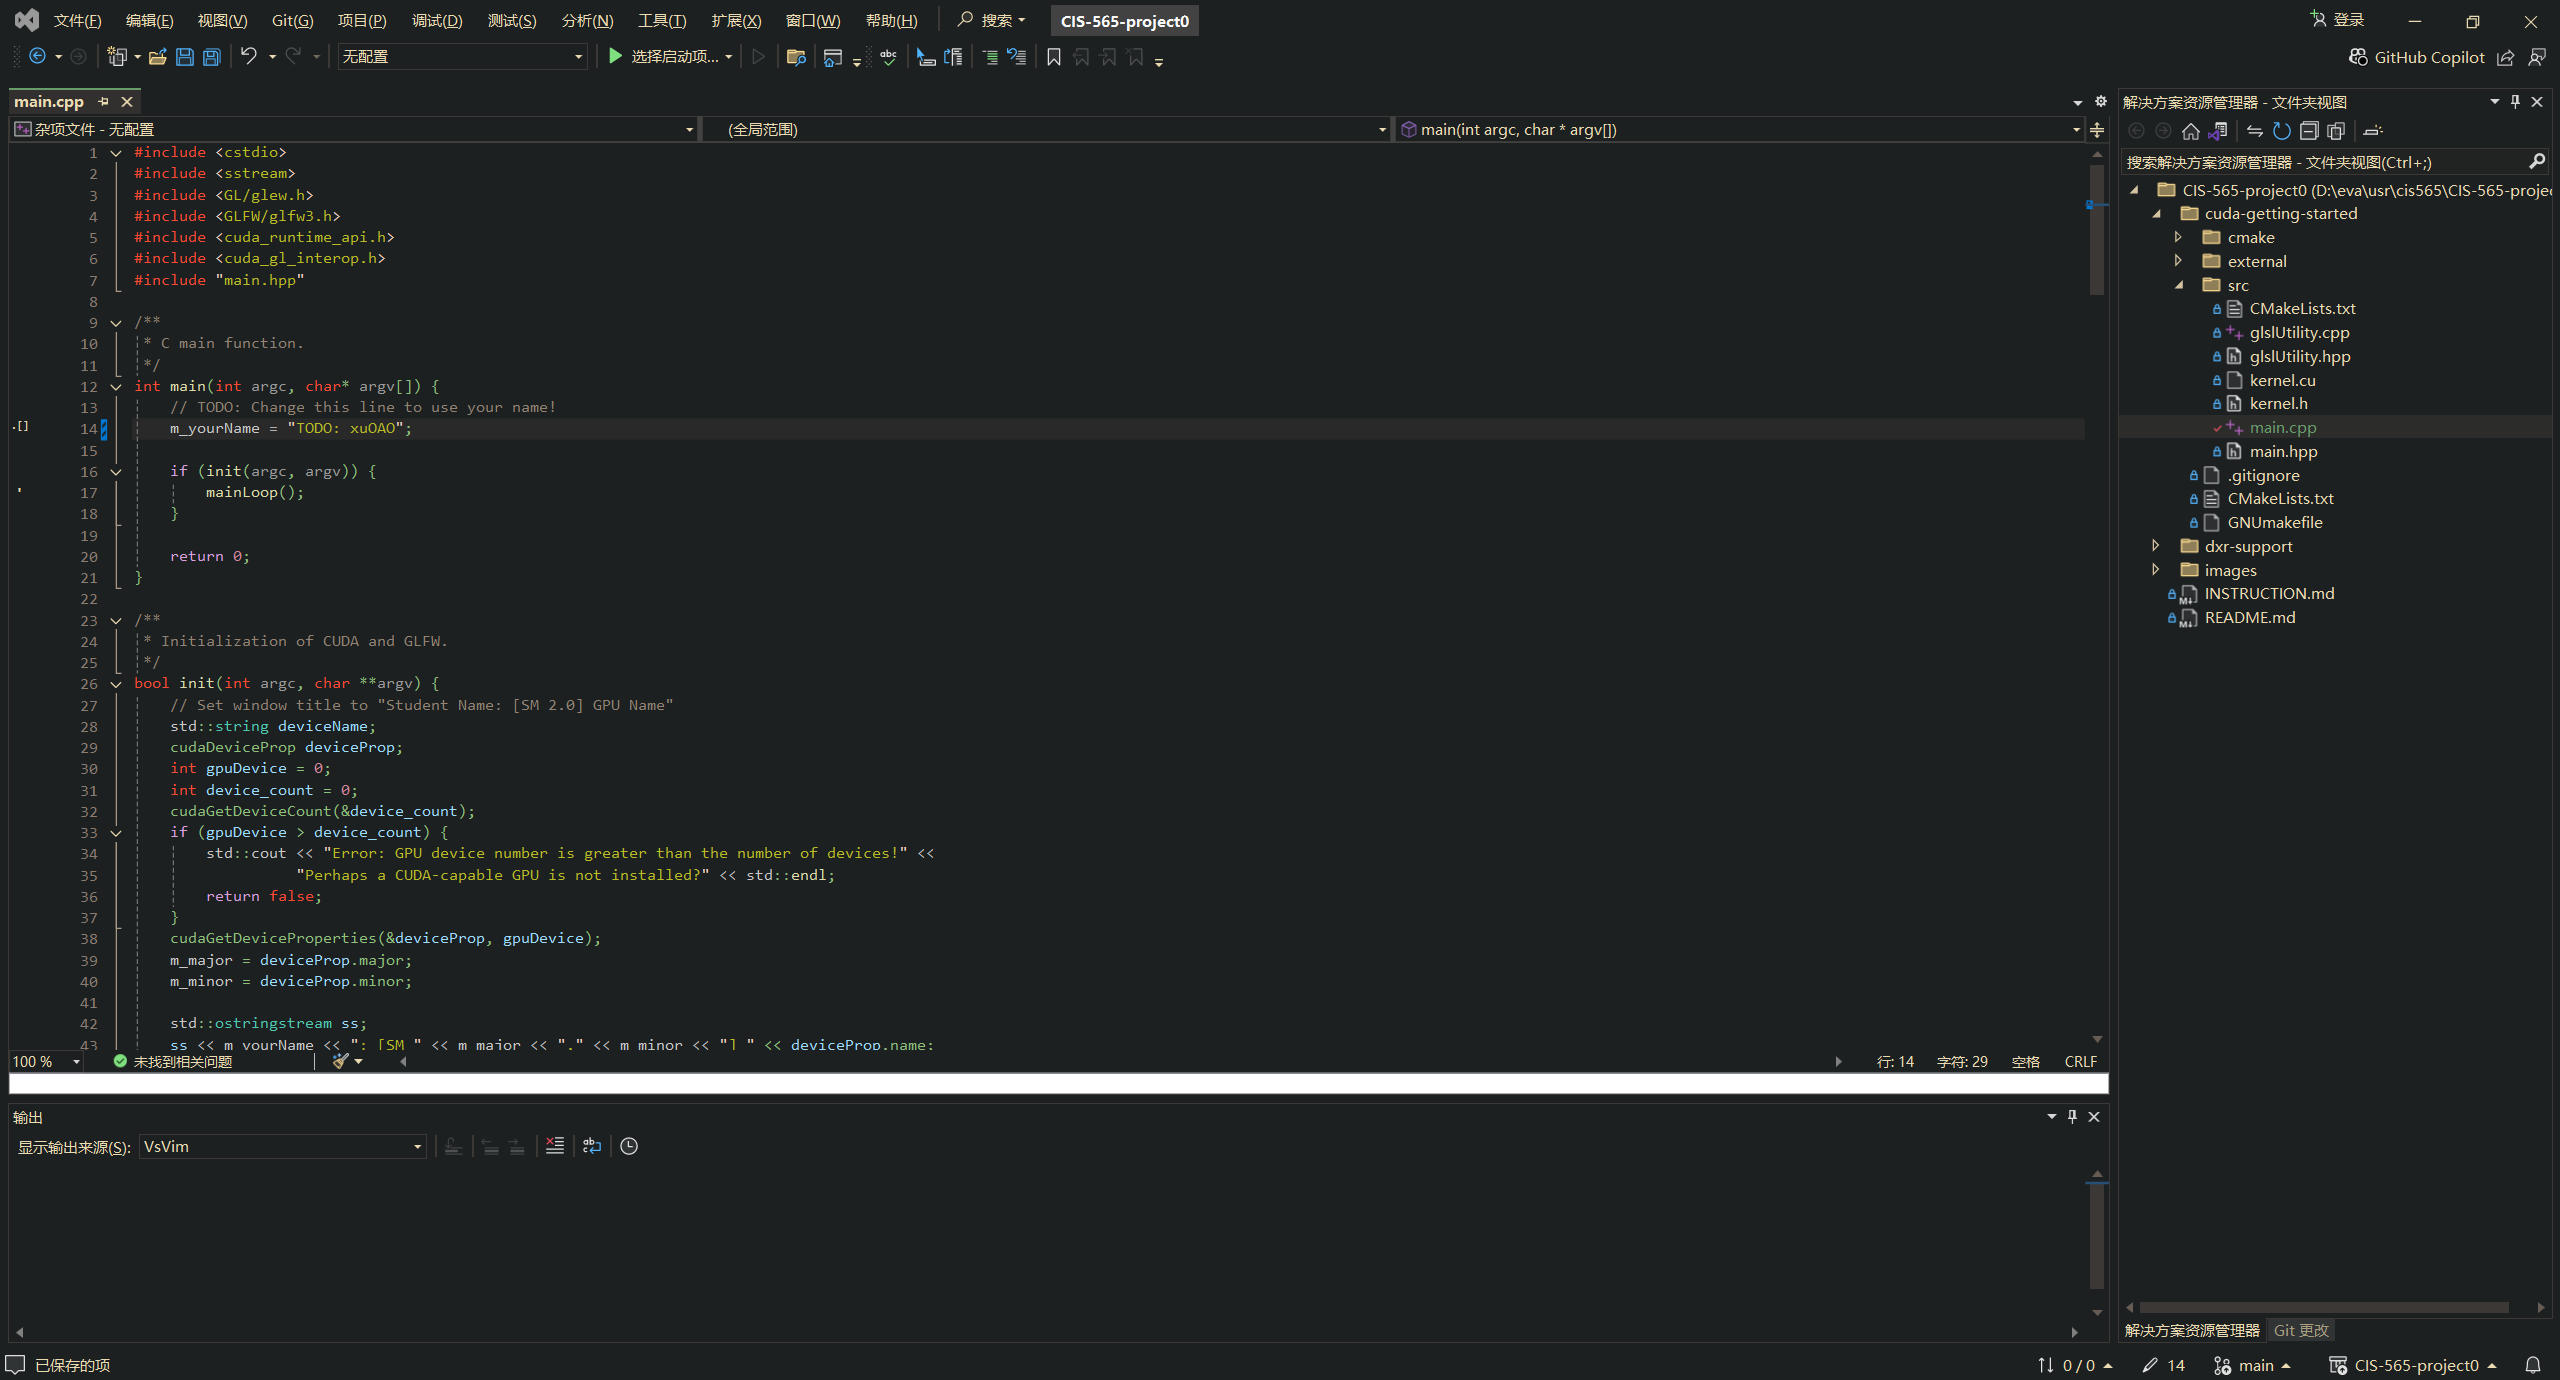 文件(F) 编辑(E) 视图(V) Git(G) 项目(P) 调试(D) 测试(S) 分析(N) 工具(T) 扩展(X) 窗口(W) 帮助(H) 搜索 CIS-565-project0 登录
无配置 选择启动项... GitHub Copilot
main.cpp
杂项文件 - 无配置 (全局范围) main(int argc, char * argv[])
1 #include <cstdio>
2 #include <sstream>
3 #include <GL/glew.h>
4 #include <GLFW/glfw3.h>
5 #include <cuda_runtime_api.h>
6 #include <cuda_gl_interop.h>
7 #include "main.hpp"
8
9 /**
10 * C main function.
11 */
12 int main(int argc, char* argv[]) {
13 // TODO: Change this line to use your name!
14 m_yourName = "TODO: xuOAO";
15
16 if (init(argc, argv)) {
17 mainLoop();
18 }
19
20 return 0;
21 }
22
23 /**
24 * Initialization of CUDA and GLFW.
25 */
26 bool init(int argc, char **argv) {
27 // Set window title to "Student Name: [SM 2.0] GPU Name"
28 std::string deviceName;
29 cudaDeviceProp deviceProp;
30 int gpuDevice = 0;
31 int device_count = 0;
32 cudaGetDeviceCount(&device_count);
33 if (gpuDevice > device_count) {
34 std::cout << "Error: GPU device number is greater than the number of devices!" <<
35 "Perhaps a CUDA-capable GPU is not installed?" << std::endl;
36 return false;
37 }
38 cudaGetDeviceProperties(&deviceProp, gpuDevice);
39 m_major = deviceProp.major;
40 m_minor = deviceProp.minor;
41
42 std::ostringstream ss;
43 ss << m_yourName << ": [SM " << m_major << "." << m_minor << "] " << deviceProp.name;
100 % 未找到相关问题 行: 14 字符: 29 空格 CRLF
输出
显示输出来源(S): VsVim
解决方案资源管理器 - 文件夹视图
搜索解决方案资源管理器 - 文件夹视图(Ctrl+;)
CIS-565-project0 (D:\eva\usr\cis565\CIS-565-proje
cuda-getting-started
cmake
external
src
CMakeLists.txt
glslUtility.cpp
glslUtility.hpp
kernel.cu
kernel.h
main.cpp
main.hpp
.gitignore
CMakeLists.txt
GNUmakefile
dxr-support
images
INSTRUCTION.md
README.md
解决方案资源管理器 Git 更改
已保存的项 0 / 0 14 main CIS-565-project0